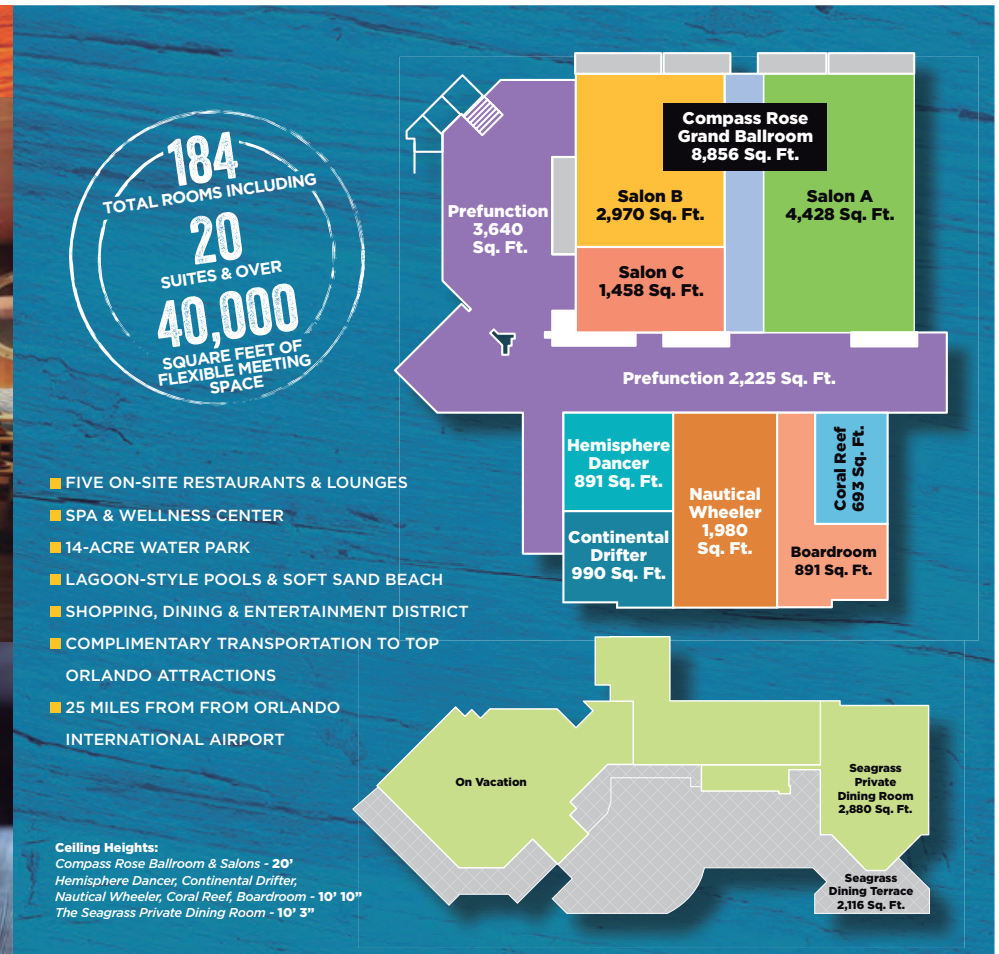 184
TOTAL ROOMS INCLUDING
20
SUITES & OVER
40,000
SQUARE FEET OF
FLEXIBLE MEETING
SPACE
FIVE ON-SITE RESTAURANTS & LOUNGES
SPA & WELLNESS CENTER
14-ACRE WATER PARK
LAGOON-STYLE POOLS & SOFT SAND BEACH
SHOPPING, DINING & ENTERTAINMENT DISTRICT
COMPLIMENTARY TRANSPORTATION TO TOP
ORLANDO ATTRACTIONS
25 MILES FROM FROM ORLANDO
INTERNATIONAL AIRPORT
Ceiling Heights:
Compass Rose Ballroom & Salons - 20'
Hemisphere Dancer, Continental Drifter,
Nautical Wheeler, Coral Reef, Boardroom - 10' 10"
The Seagrass Private Dining Room - 10' 3"
Compass Rose
Grand Ballroom
8,856 Sq. Ft.
Prefunction
3,640
Sq. Ft.
Salon B
2,970 Sq. Ft.
Salon A
4,428 Sq. Ft.
Salon C
1,458 Sq. Ft.
Prefunction 2,225 Sq. Ft.
Hemisphere
Dancer
891 Sq. Ft.
Continental
Drifter
990 Sq. Ft.
Nautical
Wheeler
1,980
Sq. Ft.
Coral Reef
693 Sq. Ft.
Boardroom
891 Sq. Ft.
On Vacation
Seagrass
Private
Dining Room
2,880 Sq. Ft.
Seagrass
Dining Terrace
2,116 Sq. Ft.